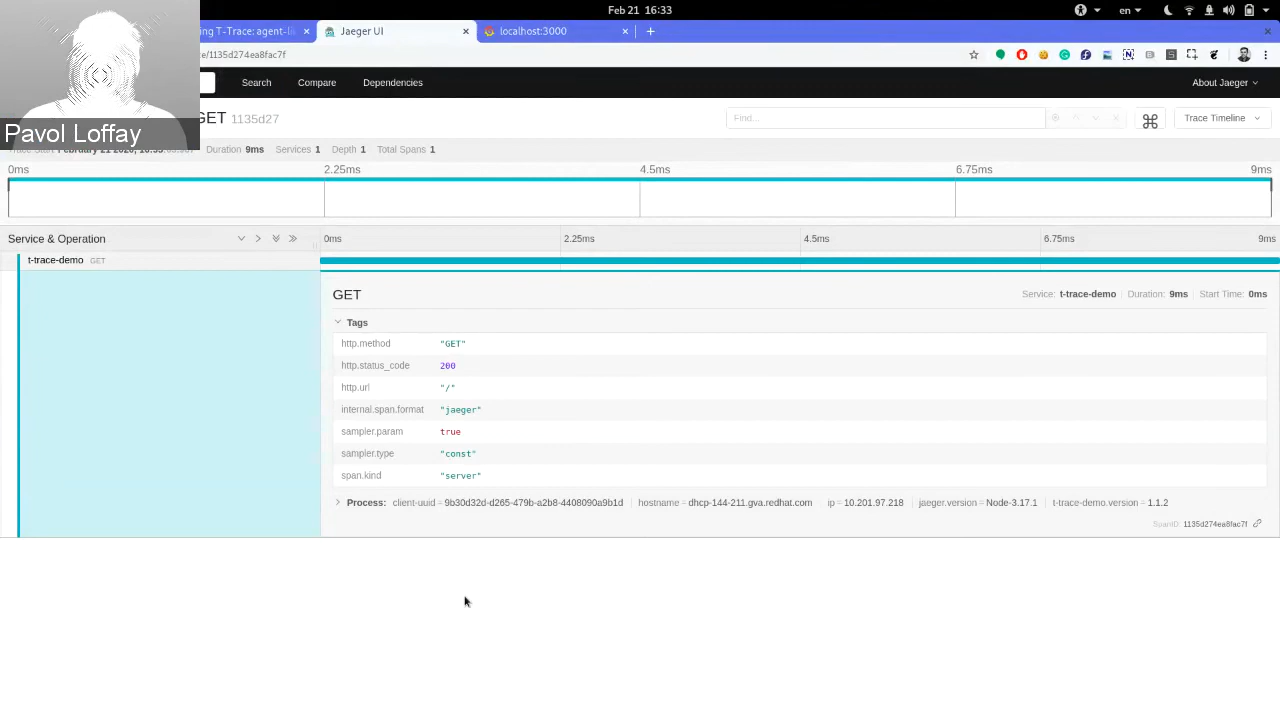 Feb 21 16:33
en
ing T-Trace: agent-li
Jaeger UI
localhost:3000
e/1135d274ea8fac7f
Search
Compare
Dependencies
About Jaeger
Pavol Loffay
GET 1135d27
Find...
Trace Timeline
Duration 9ms
Services 1
Depth 1
Total Spans 1
0ms
2.25ms
4.5ms
6.75ms
9ms
Service & Operation
0ms
2.25ms
4.5ms
6.75ms
9ms
t-trace-demo GET
GET
Service: t-trace-demo
Duration: 9ms
Start Time: 0ms
Tags
http.method "GET"
http.status_code 200
http.url "/"
internal.span.format "jaeger"
sampler.param true
sampler.type "const"
span.kind "server"
Process: client-uuid = 9b30d32d-d265-479b-a2b8-4408090a9b1d hostname = dhcp-144-211.gva.redhat.com ip = 10.201.97.218 jaeger.version = Node-3.17.1 t-trace-demo.version = 1.1.2
SpanID: 1135d274ea8fac7f